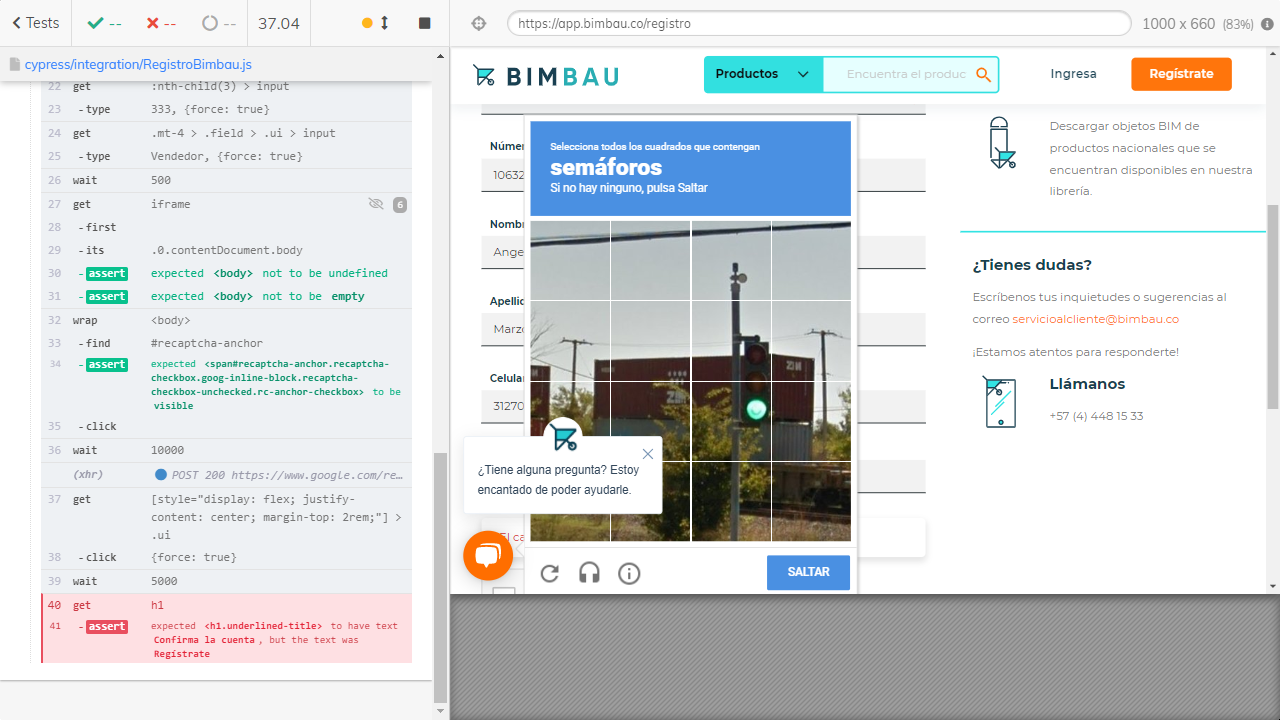 Tests
--
--
--
37.04
https://app.bimbau.co/registro
1000 x 660 (83%)
cypress/integration/RegistroBimbau.js
22 get :nth-child(3) > input
23 -type 333, {force: true}
24 get .mt-4 > .field > .ui > input
25 -type Vendedor, {force: true}
26 wait 500
27 get iframe 6
28 -first
29 -its .0.contentDocument.body
30 -assert expected <body> not to be undefined
31 -assert expected <body> not to be empty
32 wrap <body>
33 -find #recaptcha-anchor
34 -assert expected <span#recaptcha-anchor.recaptcha-
checkbox.goog-inline-block.recaptcha-
checkbox-unchecked.rc-anchor-checkbox> to be
visible
35 -click
36 wait 10000
(xhr) POST 200 https://www.google.com/re...
37 get [style="display: flex; justify-
content: center; margin-top: 2rem;"] >
.ui
38 -click {force: true}
39 wait 5000
40 get h1
41 -assert expected <h1.underlined-title> to have text
Confirma la cuenta, but the text was
Regístrate
BIMBAU
Productos
Encuentra el produc
Ingresa
Regístrate
Númer
10632
Nombr
Ange
Apellid
Marzo
Celular
31270
El ca
Selecciona todos los cuadrados que contengan
semáforos
Si no hay ninguno, pulsa Saltar
¿Tiene alguna pregunta? Estoy
encantado de poder ayudarle.
SALTAR
Descargar objetos BIM de
productos nacionales que se
encuentran disponibles en nuestra
librería.
¿Tienes dudas?
Escríbenos tus inquietudes o sugerencias al
correo servicioalcliente@bimbau.co
¡Estamos atentos para responderte!
Llámanos
+57 (4) 448 15 33